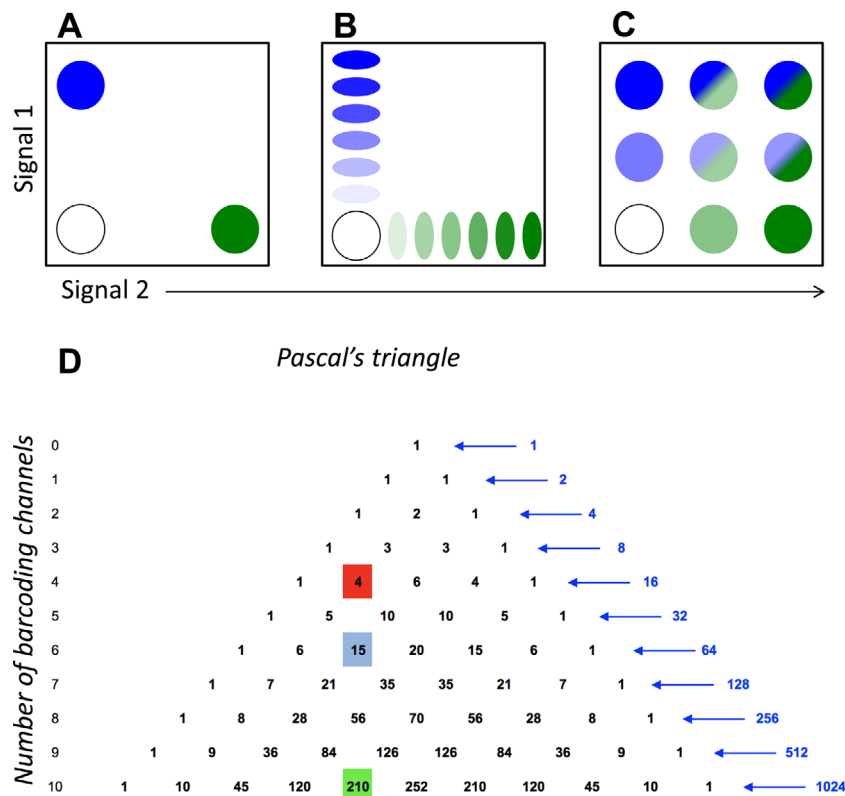 A B C
Signal 1
Signal 2
D Pascal's triangle
Number of barcoding channels
0 1 1
1 1 1 2
2 1 2 1 4
3 1 3 3 1 8
4 1 4 6 4 1 16
5 1 5 10 10 5 1 32
6 1 6 15 20 15 6 1 64
7 1 7 21 35 35 21 7 1 128
8 1 8 28 56 70 56 28 8 1 256
9 1 9 36 84 126 126 84 36 9 1 512
10 1 10 45 120 210 252 210 120 45 10 1 1024